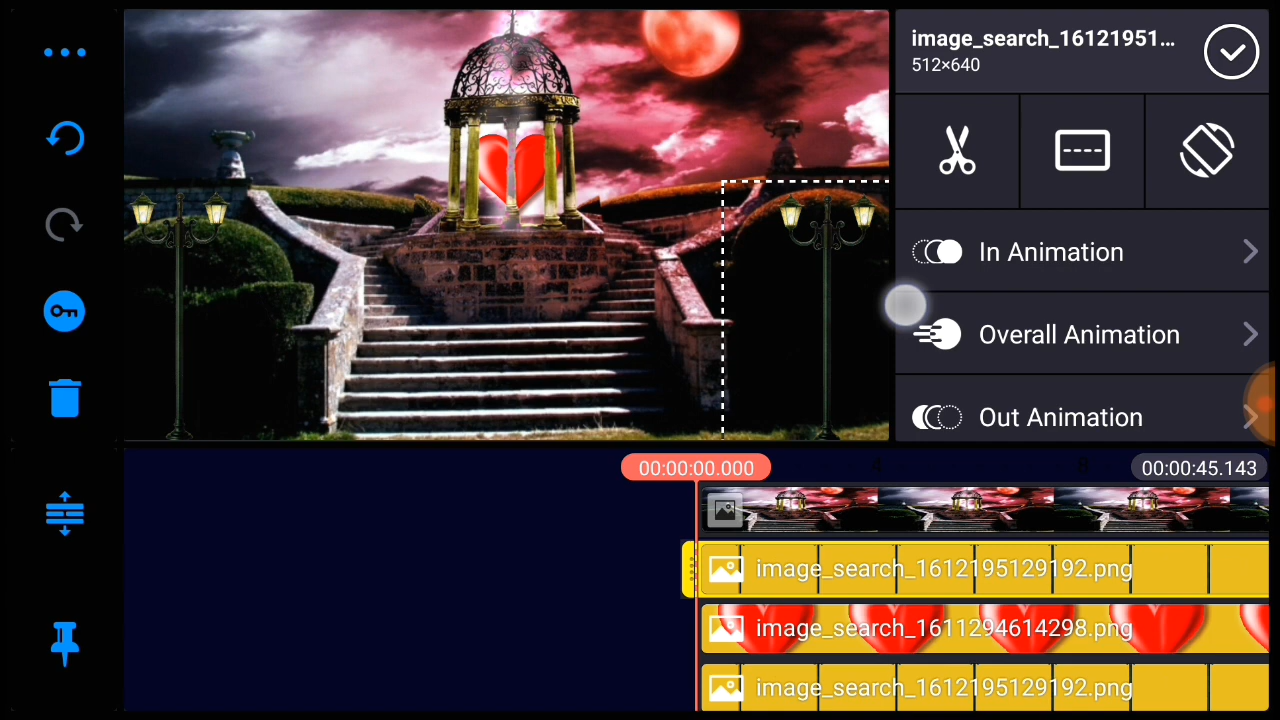 image_search_16121951...
512×640
In Animation
Overall Animation
Out Animation
00:00:00.000
4
8
00:00:45.143
image_search_1612195129192.png
image_search_1611294614298.png
image_search_1612195129192.png